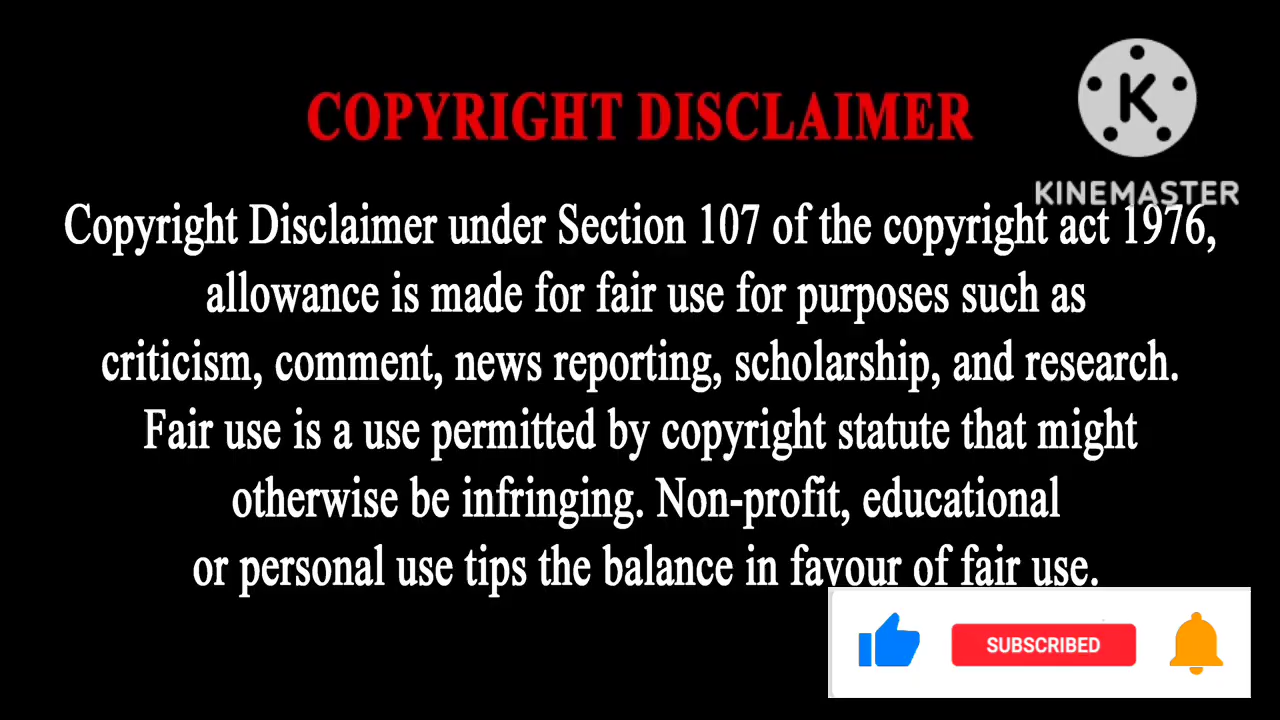 COPYRIGHT DISCLAIMER
K
KINEMASTER
Copyright Disclaimer under Section 107 of the copyright act 1976,
allowance is made for fair use for purposes such as
criticism, comment, news reporting, scholarship, and research.
Fair use is a use permitted by copyright statute that might
otherwise be infringing. Non-profit, educational
or personal use tips the balance in favour of fair use.
SUBSCRIBED